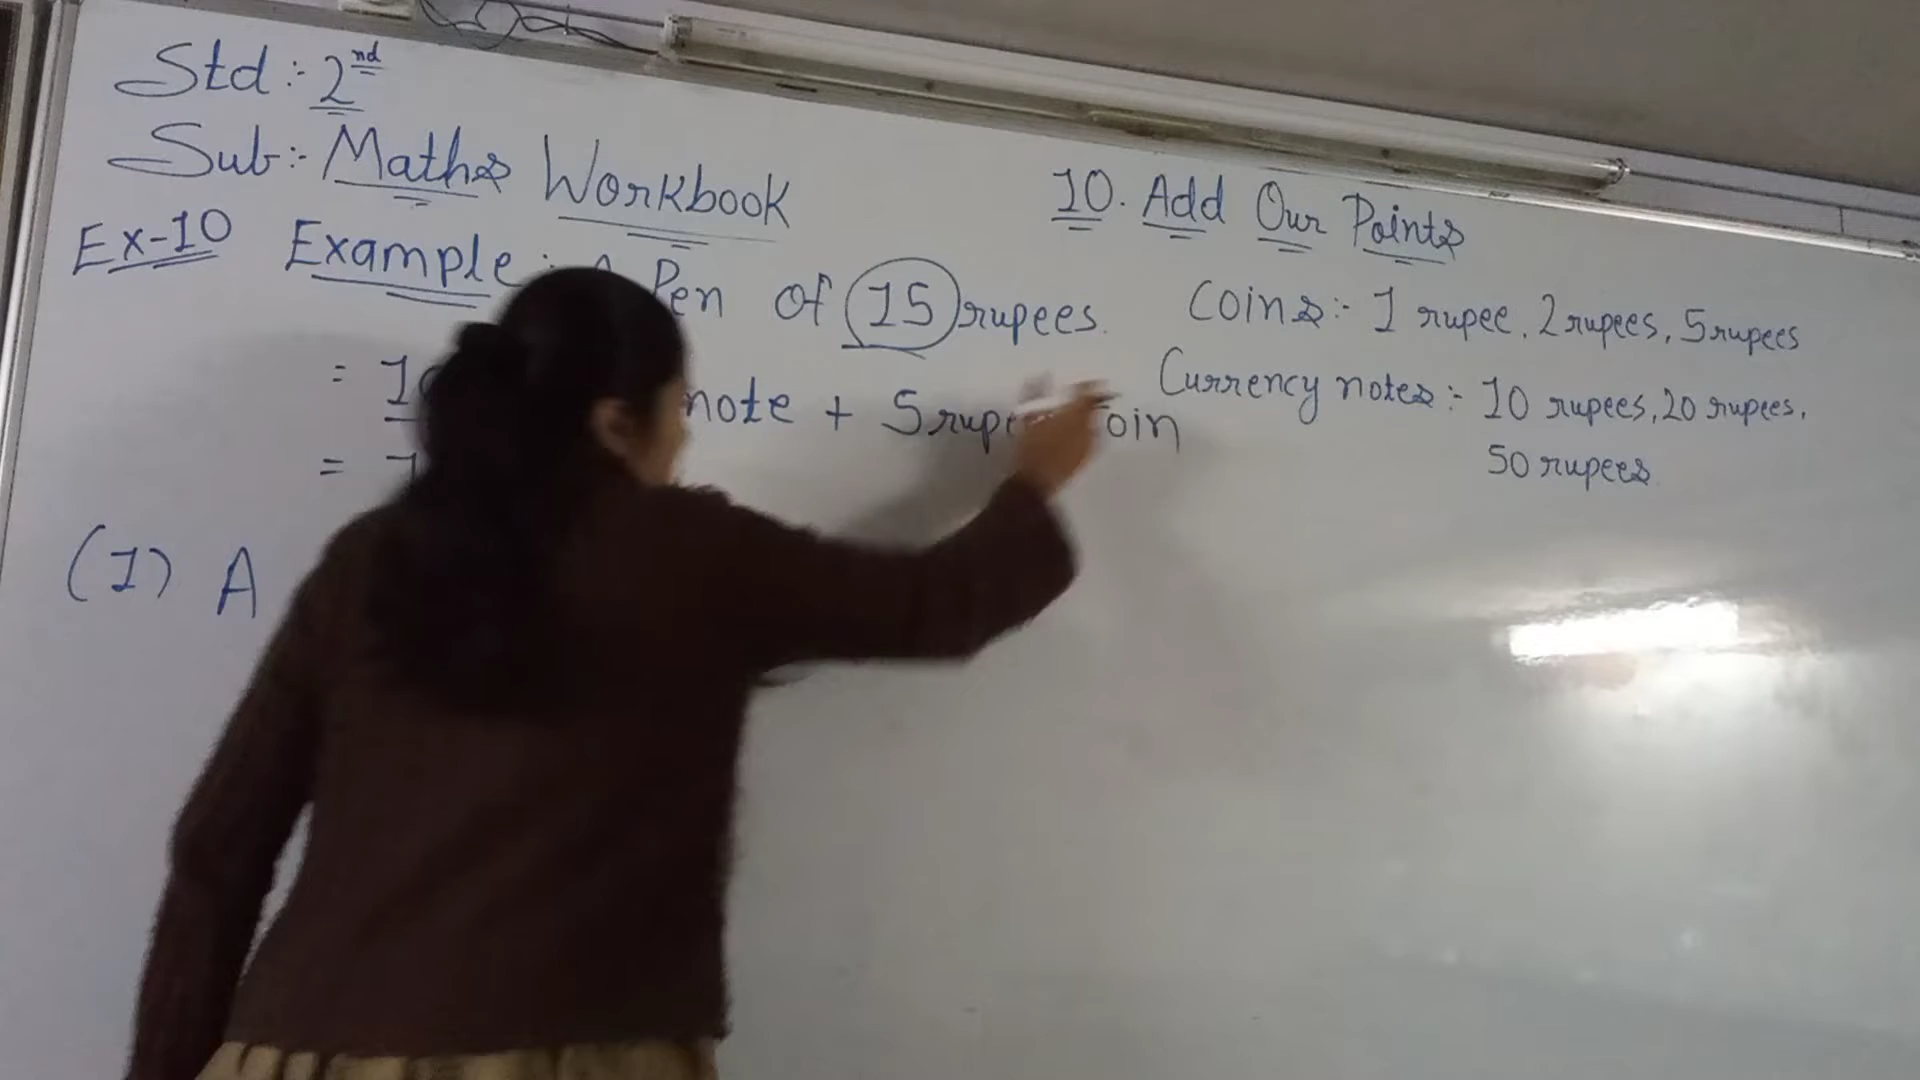 Std :- 2nd
Sub :- Maths Workbook
10. Add Our Points
Ex-10 Example : Pen of 15 rupees.
= note + 5 coin
=
(1) A
Coins :- 1 rupee, 2 rupees, 5 rupees
Currency notes :- 10 rupees, 20 rupees,
50 rupees